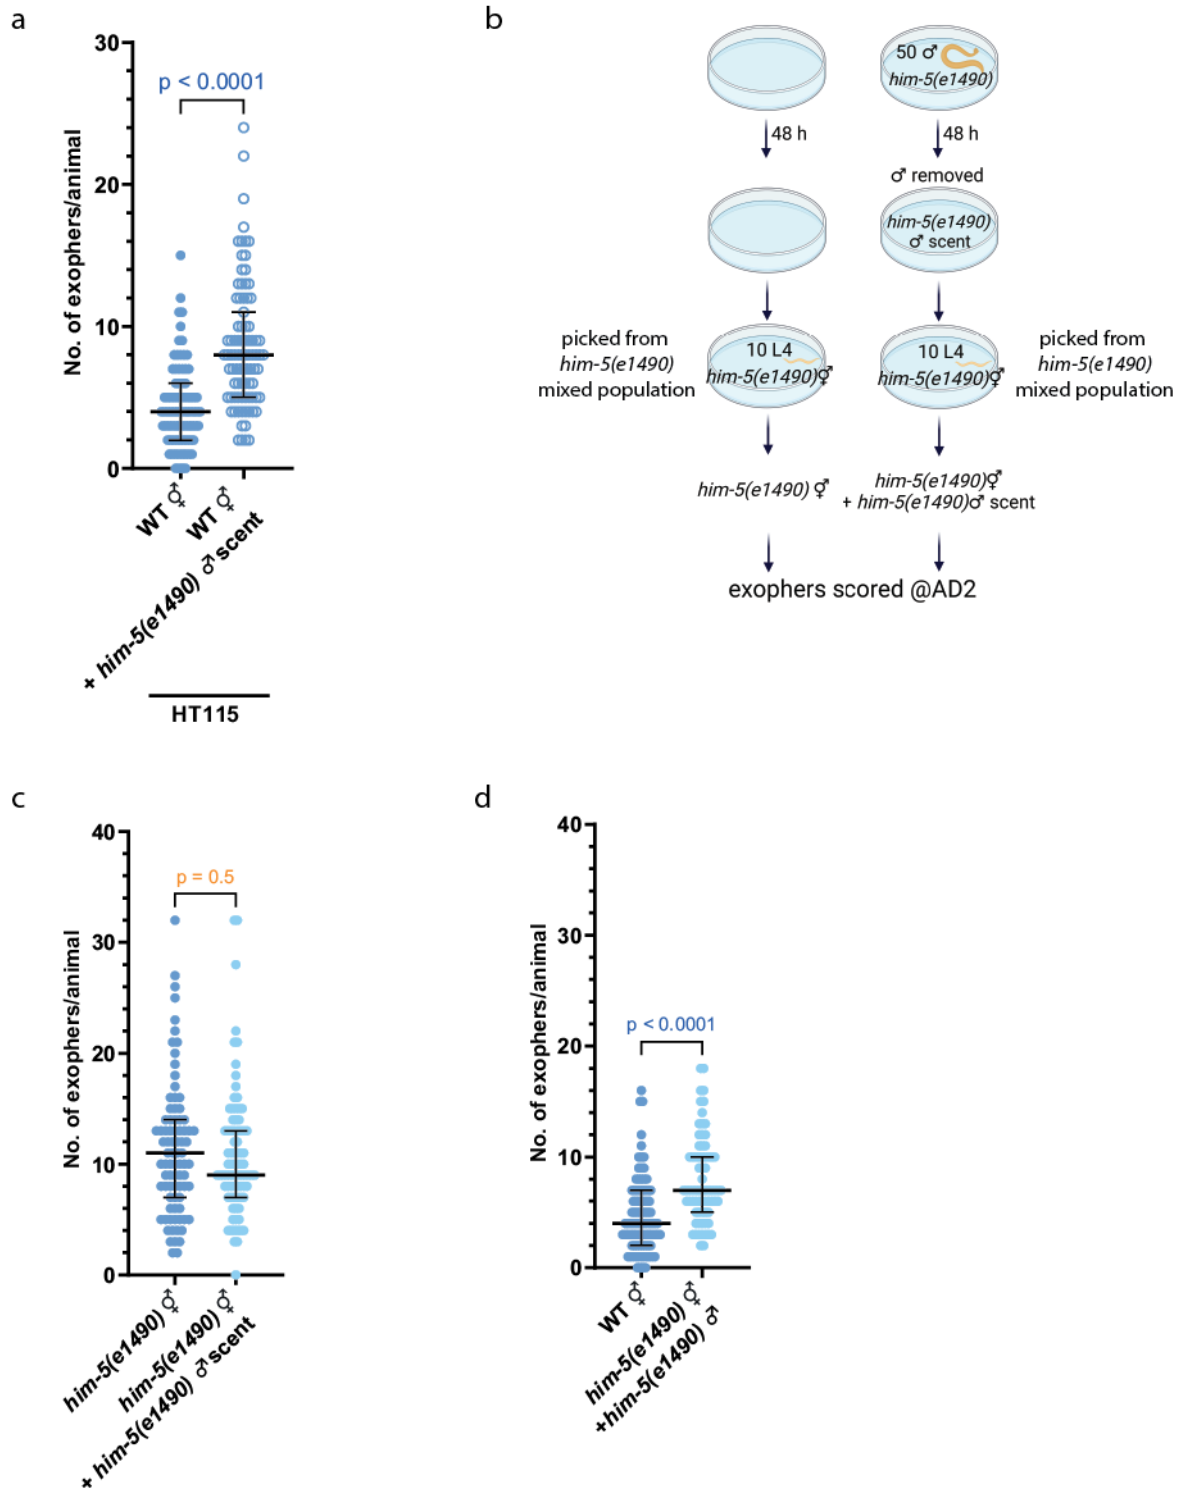 a
30
20
10
0
No. of exophers/animal
p < 0.0001
WT ⚥
WT ⚥
+ him-5(e1490) ♂ scent
HT115
b
50 ♂
him-5(e1490)
48 h
48 h
♂ removed
him-5(e1490)
♂ scent
picked from
him-5(e1490)
mixed population
10 L4
him-5(e1490)⚥
10 L4
him-5(e1490)⚥
picked from
him-5(e1490)
mixed population
him-5(e1490) ⚥
him-5(e1490)⚥
+ him-5(e1490)♂ scent
exophers scored @AD2
c
40
30
20
10
0
No. of exophers/animal
p = 0.5
him-5(e1490) ⚥
him-5(e1490) ⚥
+ him-5(e1490) ♂ scent
d
40
30
20
10
0
No. of exophers/animal
p < 0.0001
WT ⚥
him-5(e1490) ⚥
+him-5(e1490) ♂